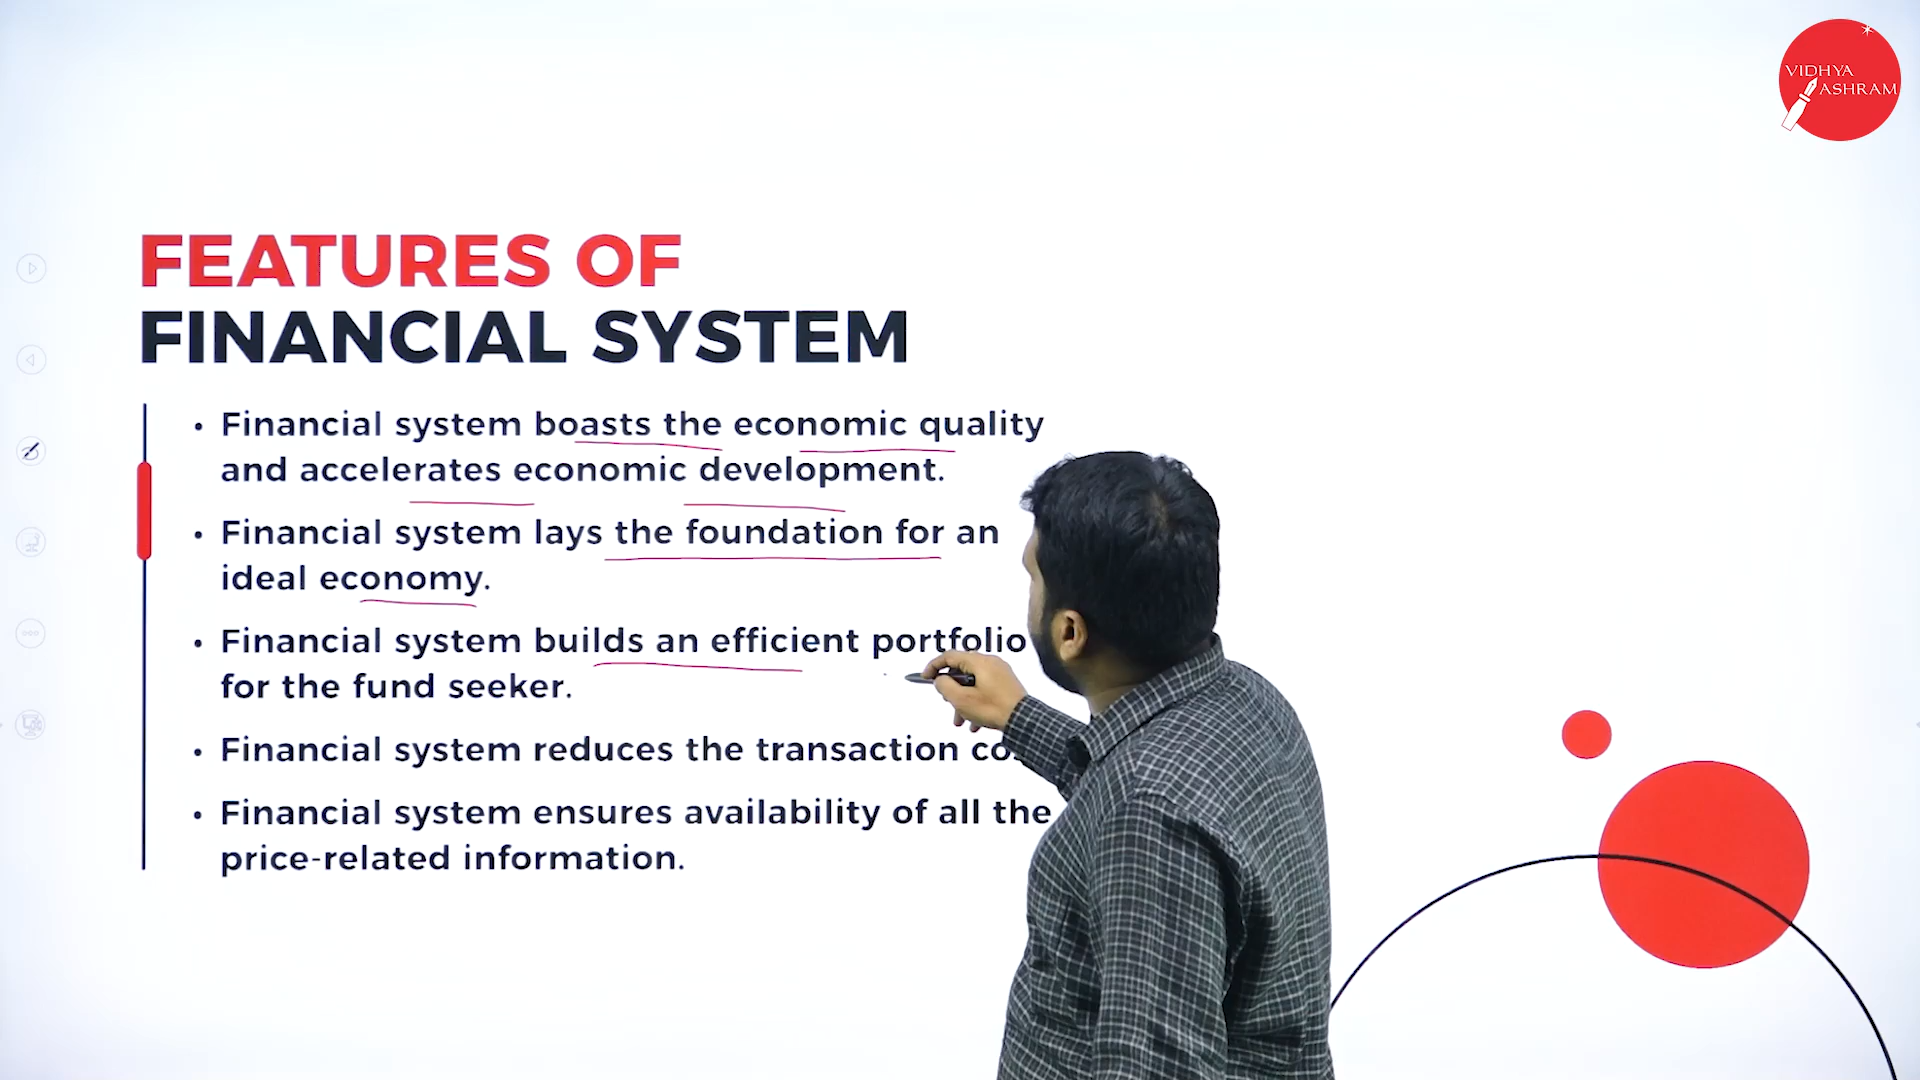 VIDHYA
ASHRAM
FEATURES OF
FINANCIAL SYSTEM
• Financial system boasts the economic quality
and accelerates economic development.
• Financial system lays the foundation for an
ideal economy.
• Financial system builds an efficient portfolio
for the fund seeker.
• Financial system reduces the transaction
• Financial system ensures availability of all the
price-related information.